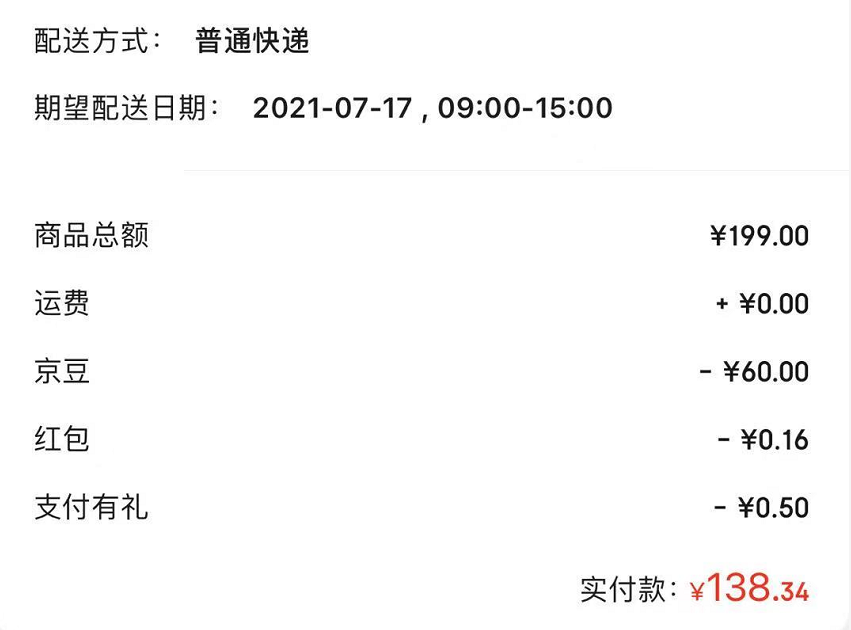 配送方式： 普通快递
期望配送日期： 2021-07-17 , 09:00-15:00
商品总额 ¥199.00
运费 + ¥0.00
京豆 - ¥60.00
红包 - ¥0.16
支付有礼 - ¥0.50
实付款：¥138.34